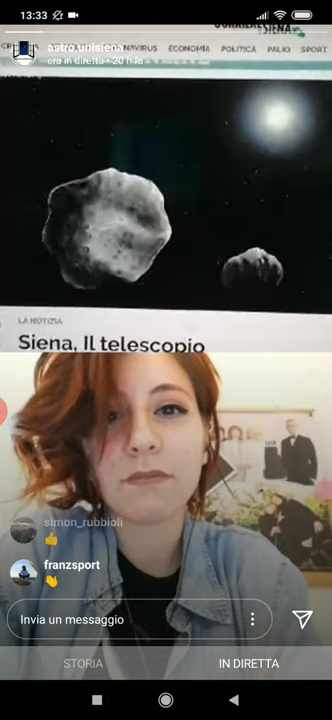 13:33
SIENA
NAVIRUS ECONOMIA POLITICA PALIO SPORT
astro.unisiena
era in diretta • 20 h fa
LA NOTIZIA
Siena, Il telescopio
simon_rubbioli
👍
franzsport
👏
Invia un messaggio
STORIA IN DIRETTA